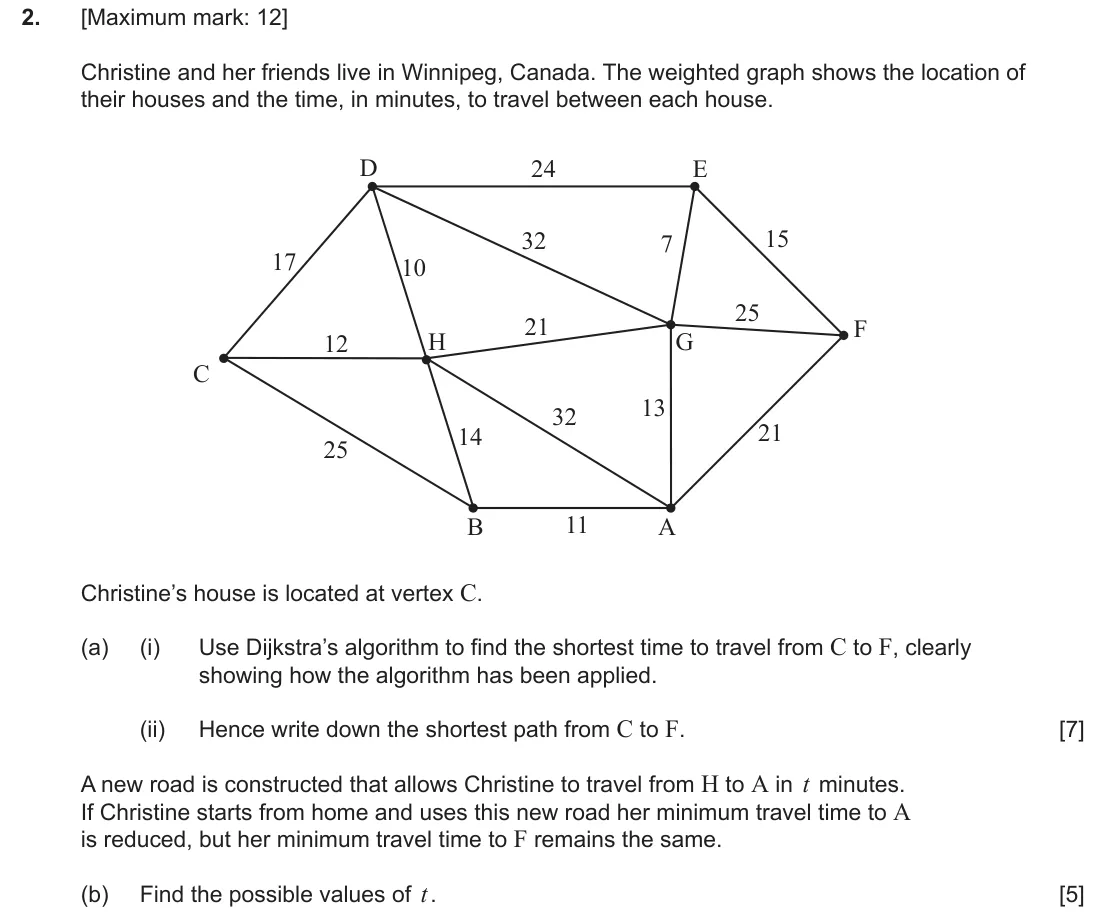 2. [Maximum mark: 12]
Christine and her friends live in Winnipeg, Canada. The weighted graph shows the location of
their houses and the time, in minutes, to travel between each house.
D 24 E
32 7 15
17 10
25 F
21
12 H G
C
13
32
14 21
25
B 11 A
Christine’s house is located at vertex C.
(a) (i) Use Dijkstra’s algorithm to find the shortest time to travel from C to F, clearly
showing how the algorithm has been applied.
(ii) Hence write down the shortest path from C to F. [7]
A new road is constructed that allows Christine to travel from H to A in t minutes.
If Christine starts from home and uses this new road her minimum travel time to A
is reduced, but her minimum travel time to F remains the same.
(b) Find the possible values of t. [5]